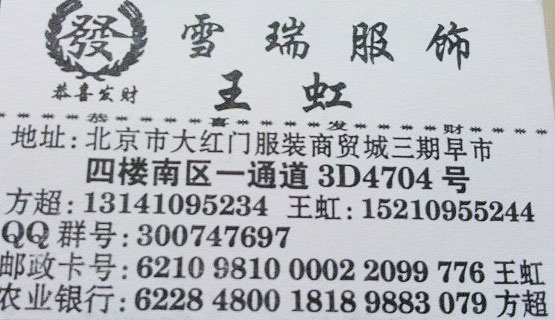 發
雪瑞服饰
恭喜发财
王虹
恭喜发财
地址:北京市大红门服装商贸城三期早市
四楼南区一通道 3D4704 号
方超:13141095234 王虹:15210955244
QQ 群号:300747697
邮政卡号:6210 9810 0002 2099 776 王虹
农业银行:6228 4800 1818 9883 079 方超